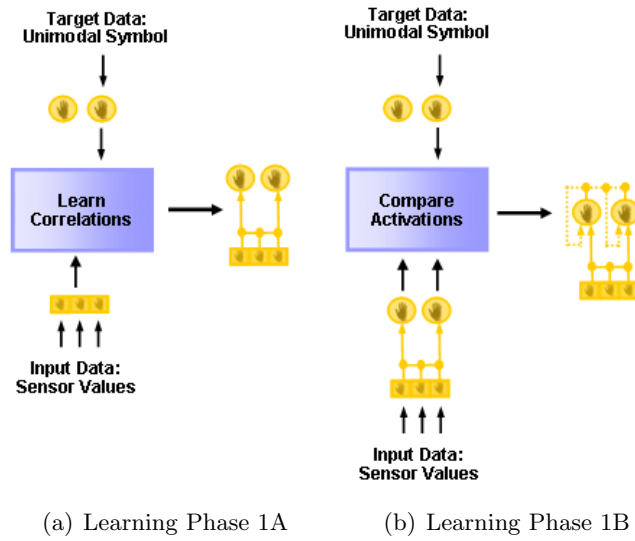 Target Data:
Unimodal Symbol
Learn
Correlations
Input Data:
Sensor Values
(a) Learning Phase 1A
Target Data:
Unimodal Symbol
Compare
Activations
Input Data:
Sensor Values
(b) Learning Phase 1B